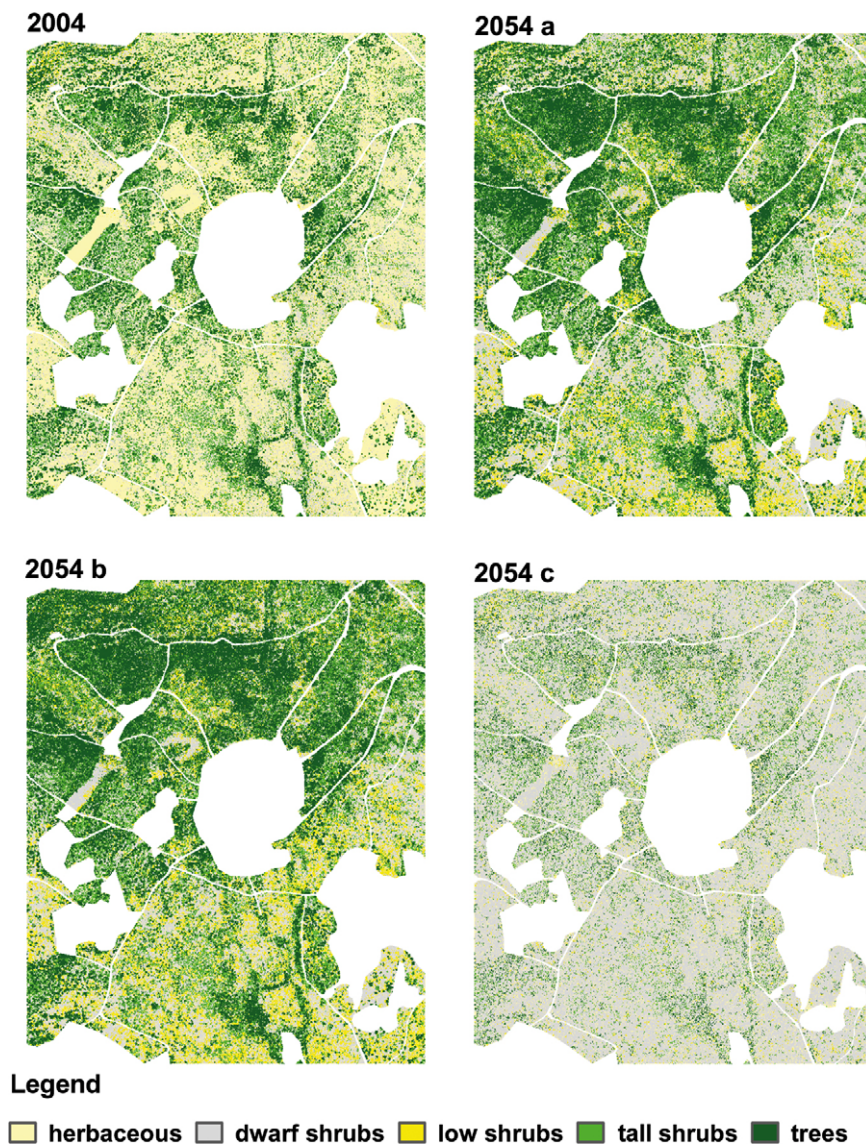 2004
2054 a
2054 b
2054 c
Legend
herbaceous dwarf shrubs low shrubs tall shrubs trees